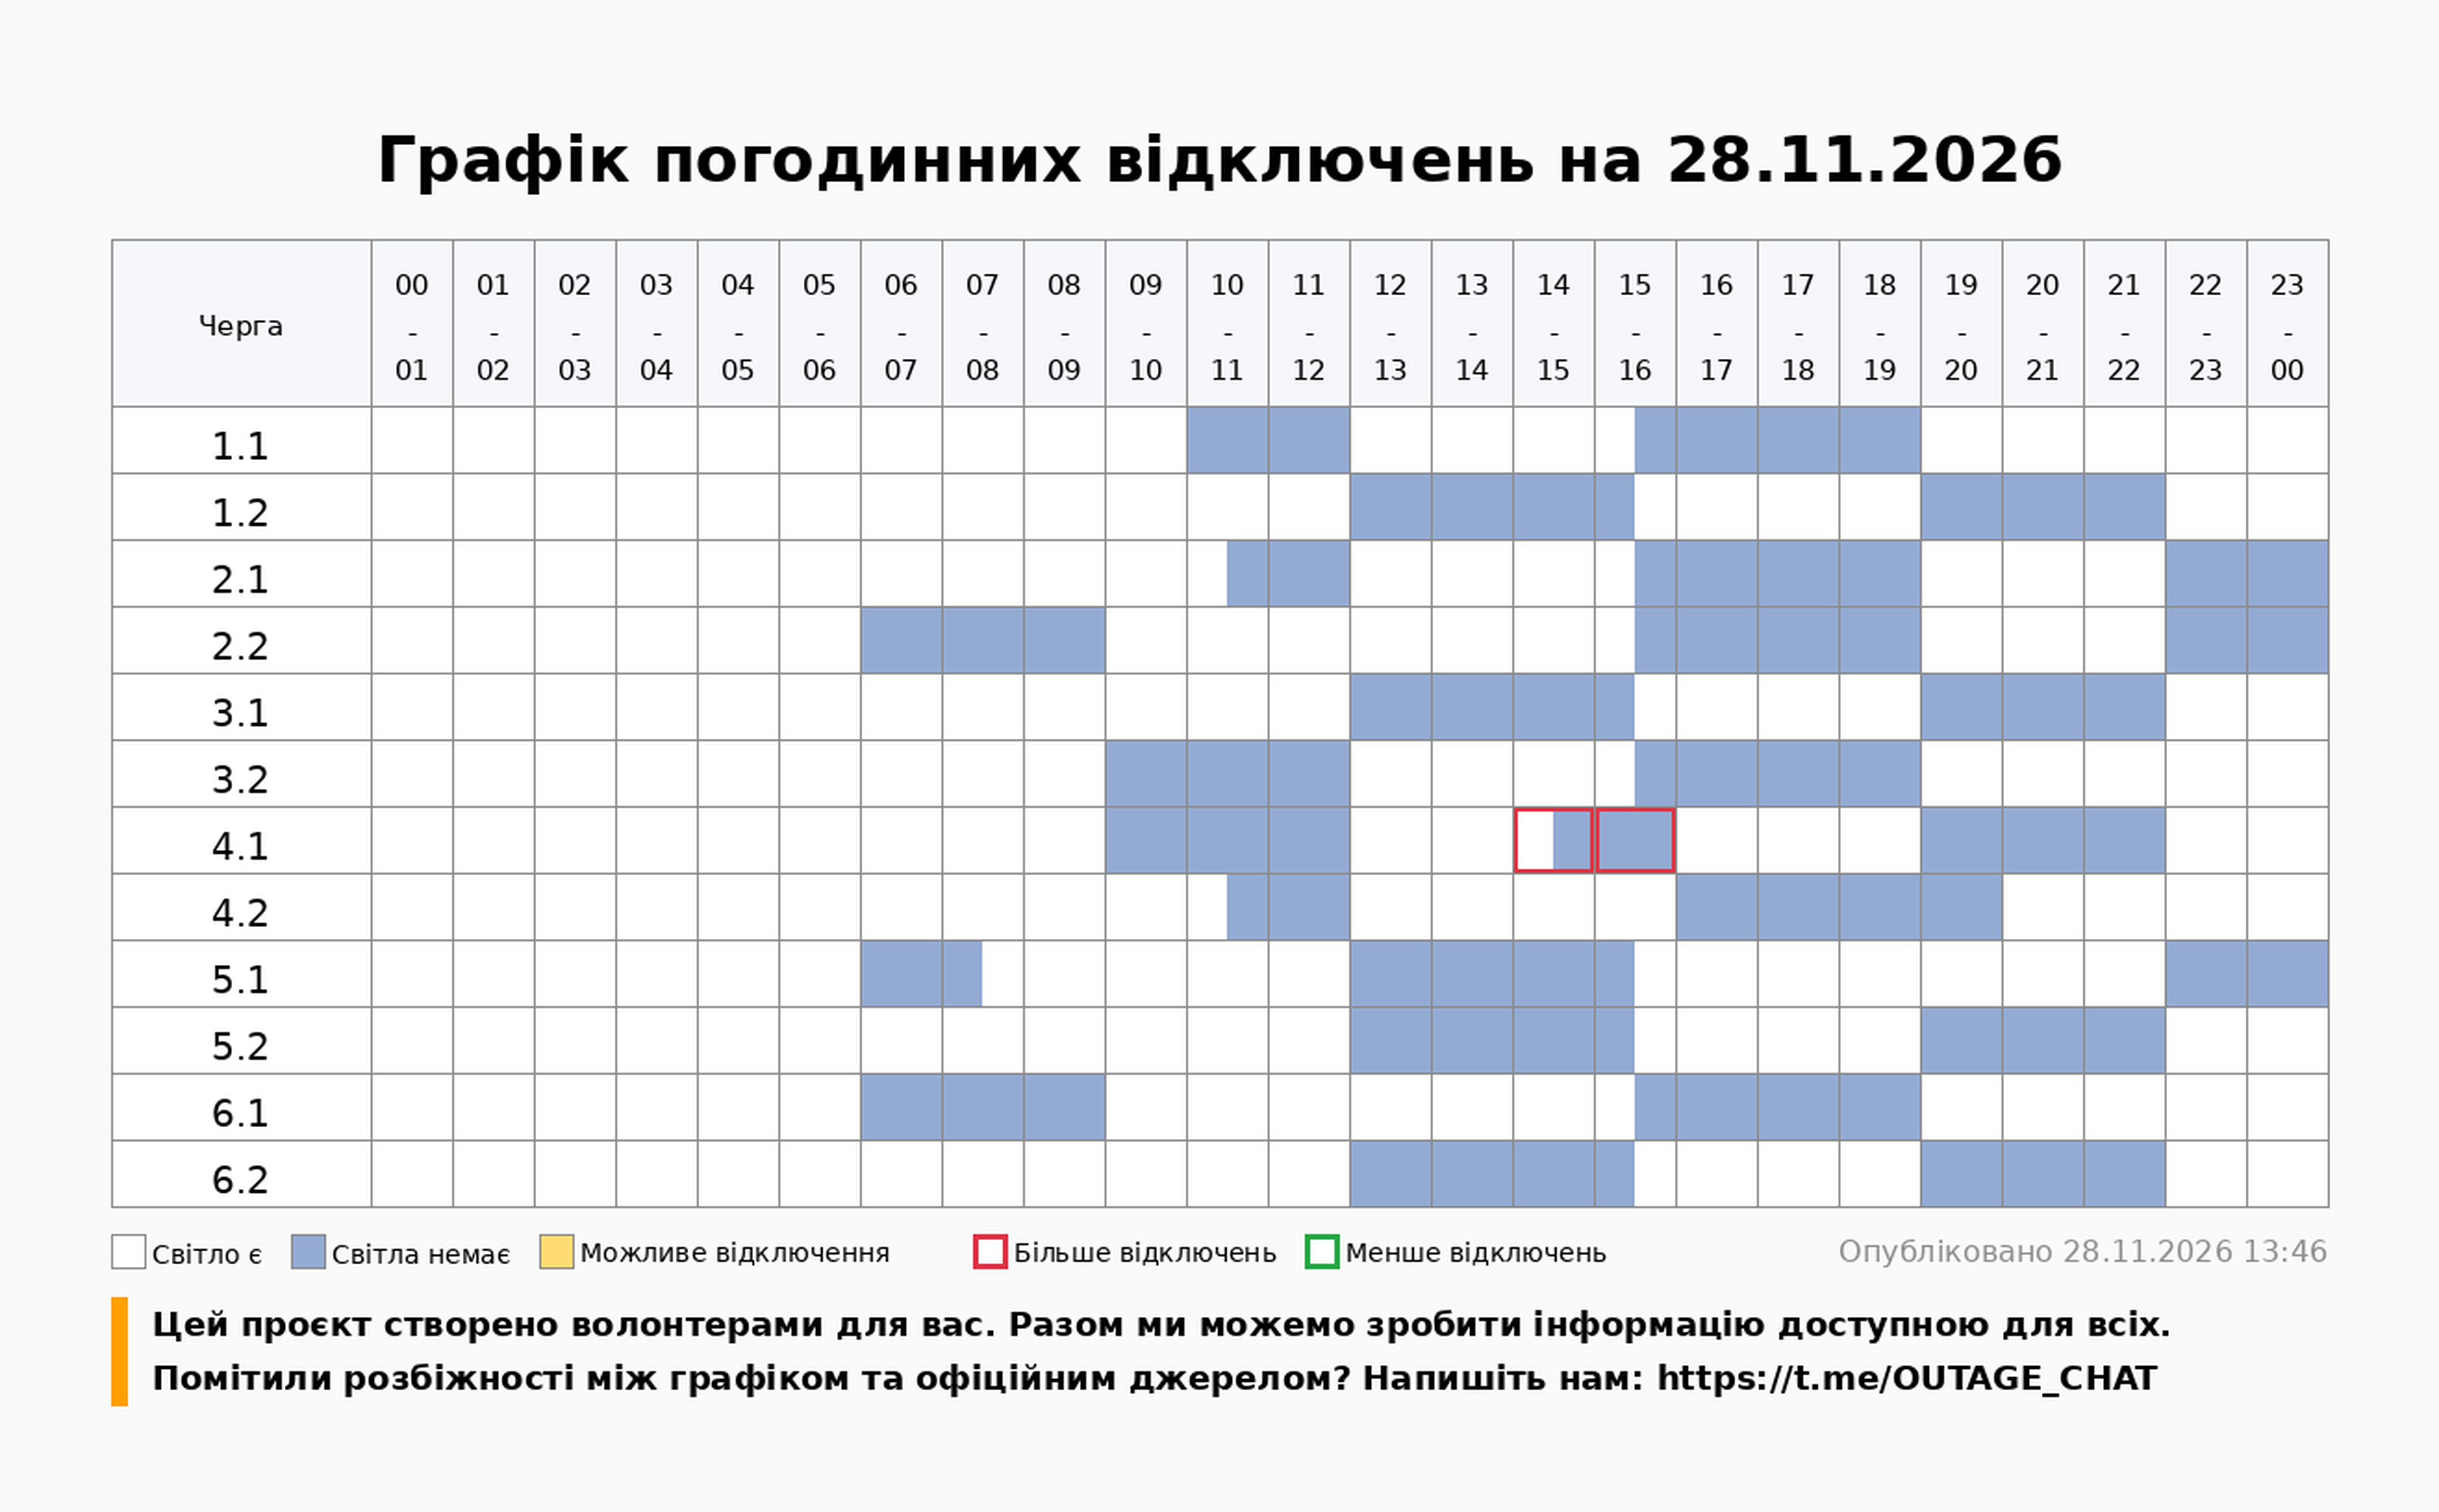 Графік погодинних відключень на 28.11.2026
Черга
00 - 01
01 - 02
02 - 03
03 - 04
04 - 05
05 - 06
06 - 07
07 - 08
08 - 09
09 - 10
10 - 11
11 - 12
12 - 13
13 - 14
14 - 15
15 - 16
16 - 17
17 - 18
18 - 19
19 - 20
20 - 21
21 - 22
22 - 23
23 - 00
1.1
1.2
2.1
2.2
3.1
3.2
4.1
4.2
5.1
5.2
6.1
6.2
Світло є
Світла немає
Можливе відключення
Більше відключень
Менше відключень
Опубліковано 28.11.2026 13:46
Цей проєкт створено волонтерами для вас. Разом ми можемо зробити інформацію доступною для всіх.
Помітили розбіжності між графіком та офіційним джерелом? Напишіть нам: https://t.me/OUTAGE_CHAT